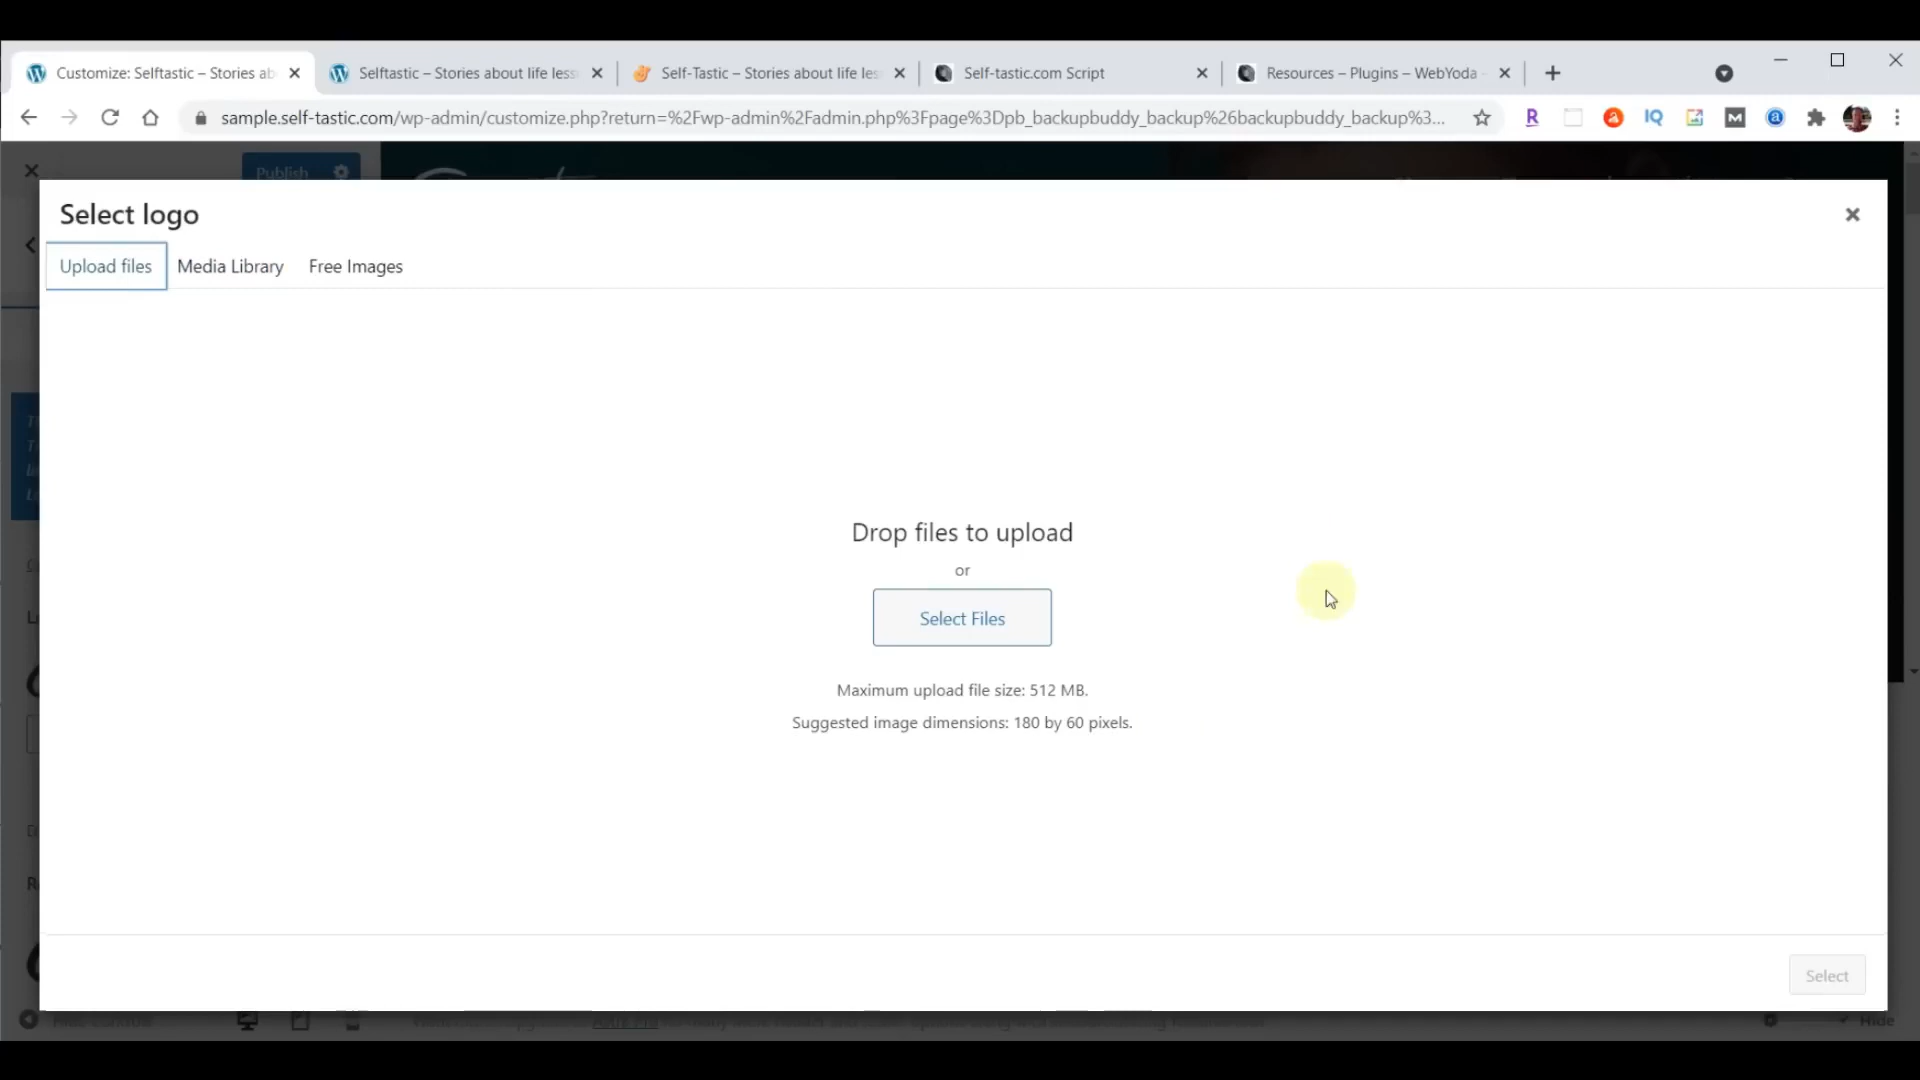 Customize: Selftastic – Stories ab
Selftastic – Stories about life less
Self-Tastic – Stories about life les
Self-tastic.com Script
Resources – Plugins – WebYoda
sample.self-tastic.com/wp-admin/customize.php?return=%2Fwp-admin%2Fadmin.php%3Fpage%3Dpb_backupbuddy_backup%26backupbuddy_backup%3...
Publish
Select logo
Upload files
Media Library
Free Images
Drop files to upload
or
Select Files
Maximum upload file size: 512 MB.
Suggested image dimensions: 180 by 60 pixels.
Select
Hide